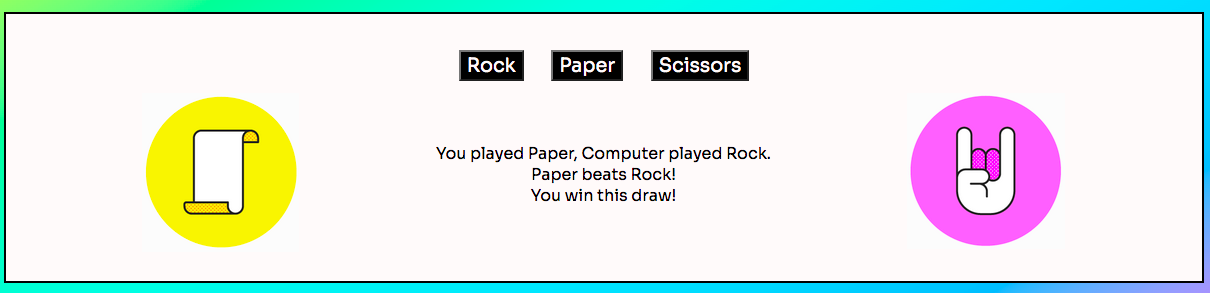 Rock Paper Scissors
You played Paper, Computer played Rock.
Paper beats Rock!
You win this draw!